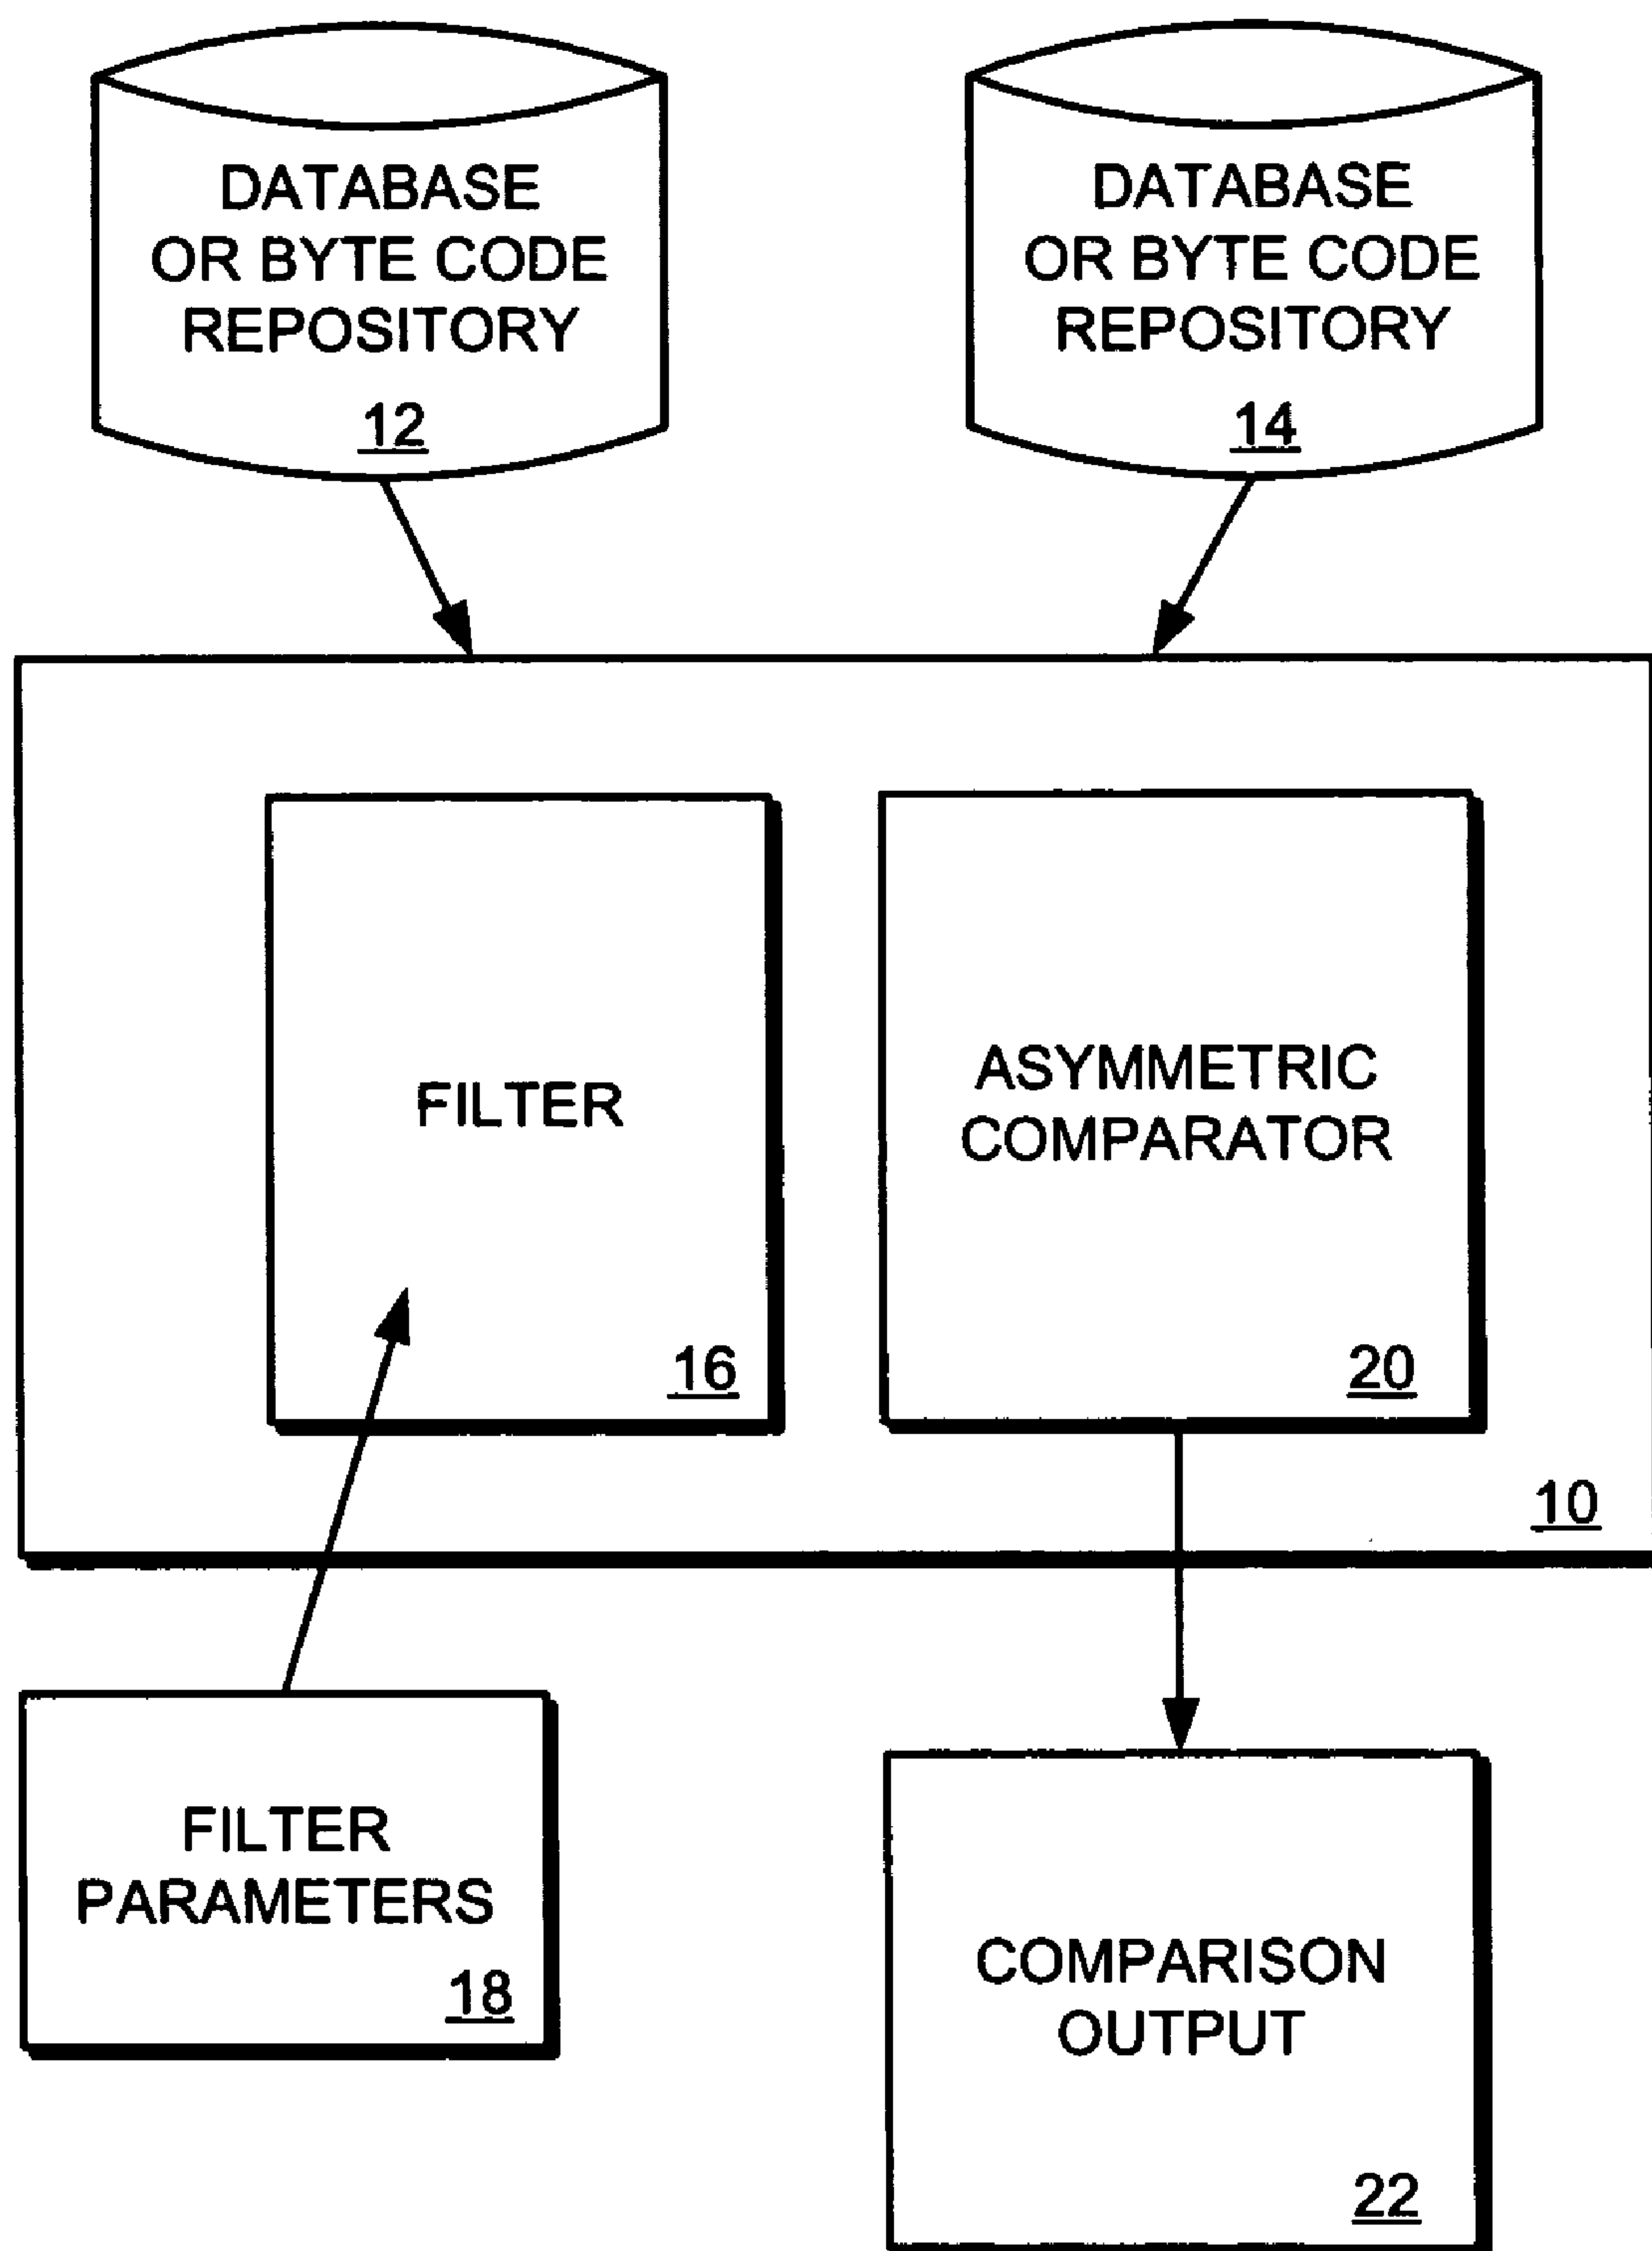 DATABASE
OR BYTE CODE
REPOSITORY
12
DATABASE
OR BYTE CODE
REPOSITORY
14
FILTER
16
ASYMMETRIC
COMPARATOR
20
10
FILTER
PARAMETERS
18
COMPARISON
OUTPUT
22